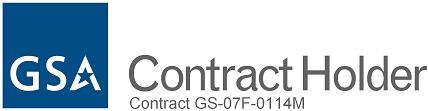 GSA
Contract Holder
Contract GS-07F-0114M